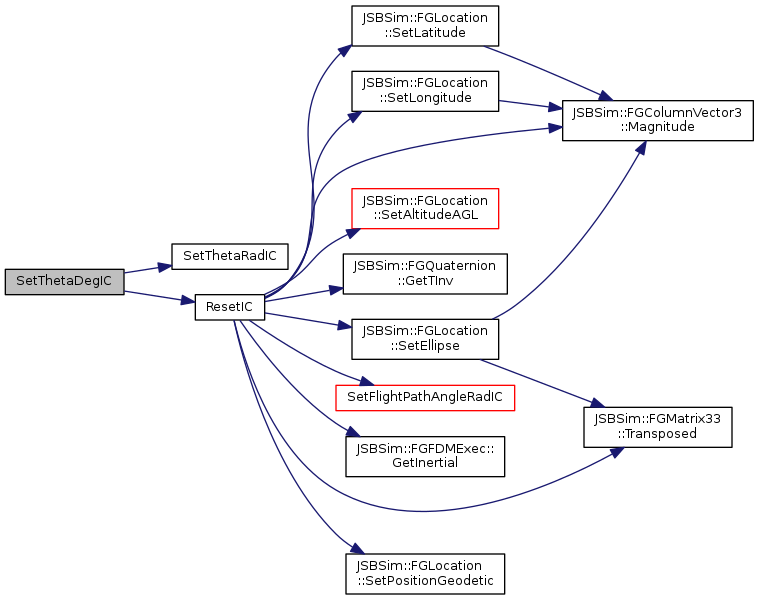 SetThetaDegIC
SetThetaRadIC
ResetIC
JSBSim::FGLocation
::SetLatitude
JSBSim::FGLocation
::SetLongitude
JSBSim::FGLocation
::SetAltitudeAGL
JSBSim::FGQuaternion
::GetTInv
JSBSim::FGLocation
::SetEllipse
SetFlightPathAngleRadIC
JSBSim::FGFDMExec::
GetInertial
JSBSim::FGLocation
::SetPositionGeodetic
JSBSim::FGColumnVector3
::Magnitude
JSBSim::FGMatrix33
::Transposed